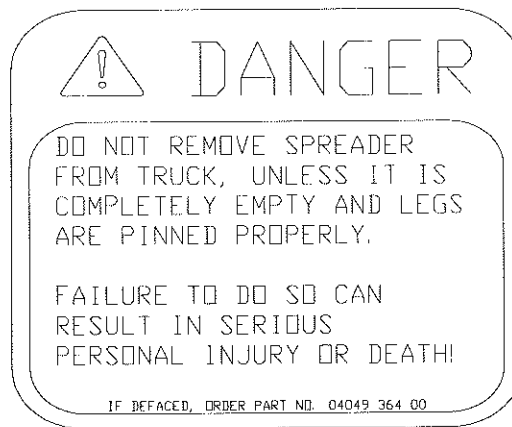 DANGER
DO NOT REMOVE SPREADER
FROM TRUCK, UNLESS IT IS
COMPLETELY EMPTY AND LEGS
ARE PINNED PROPERLY.
FAILURE TO DO SO CAN
RESULT IN SERIOUS
PERSONAL INJURY OR DEATH!
IF DEFACED, ORDER PART NO. 04049 364 00